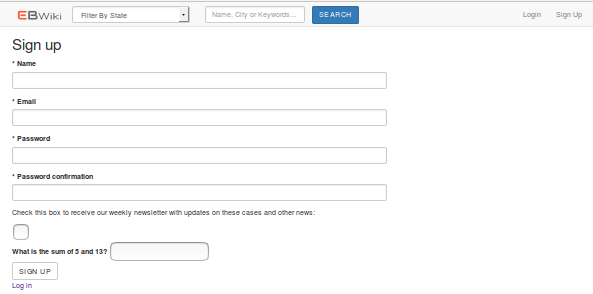 EBWiki Filter By State Name, City or Keywords... SEARCH Login Sign Up
Sign up
* Name
* Email
* Password
* Password confirmation
Check this box to receive our weekly newsletter with updates on these cases and other news:
What is the sum of 5 and 13?
SIGN UP
Log in